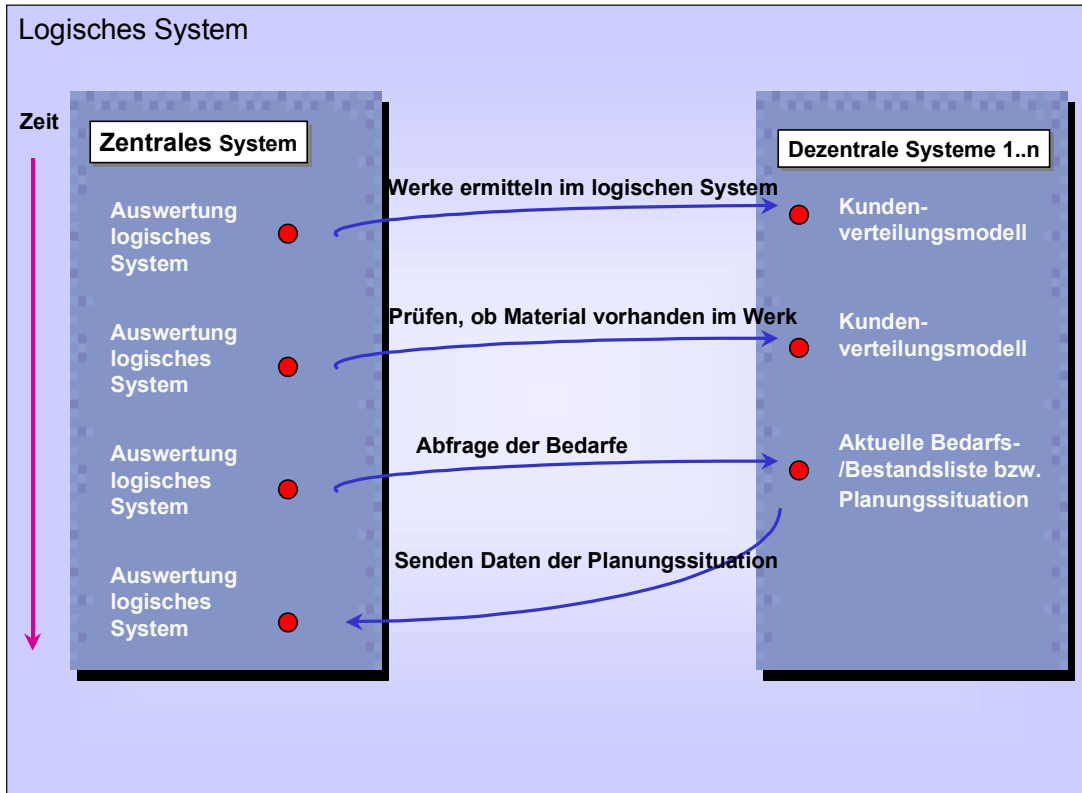 Logisches System
Zeit
Zentrales System
Dezentrale Systeme 1..n
Werke ermitteln im logischen System
Auswertung
logisches
System
Kunden-
verteilungsmodell
Prüfen, ob Material vorhanden im Werk
Auswertung
logisches
System
Kunden-
verteilungsmodell
Abfrage der Bedarfe
Auswertung
logisches
System
Aktuelle Bedarfs-
/Bestandsliste bzw.
Planungssituation
Senden Daten der Planungssituation
Auswertung
logisches
System